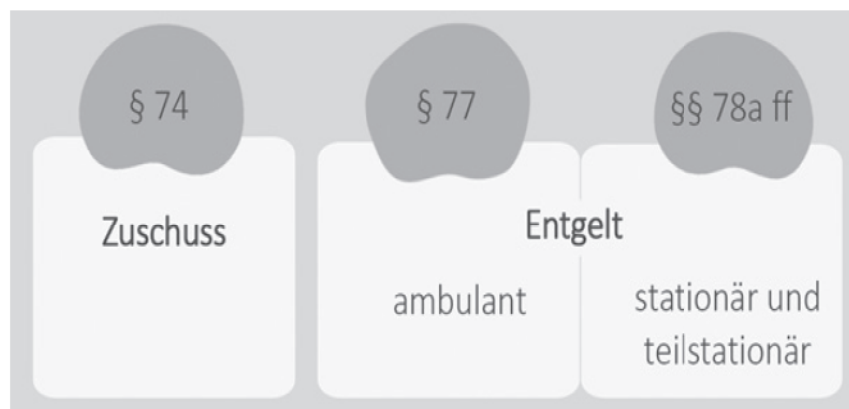 § 74
Zuschuss
§ 77
§§ 78a ff
Entgelt
ambulant
stationär und
teilstationär